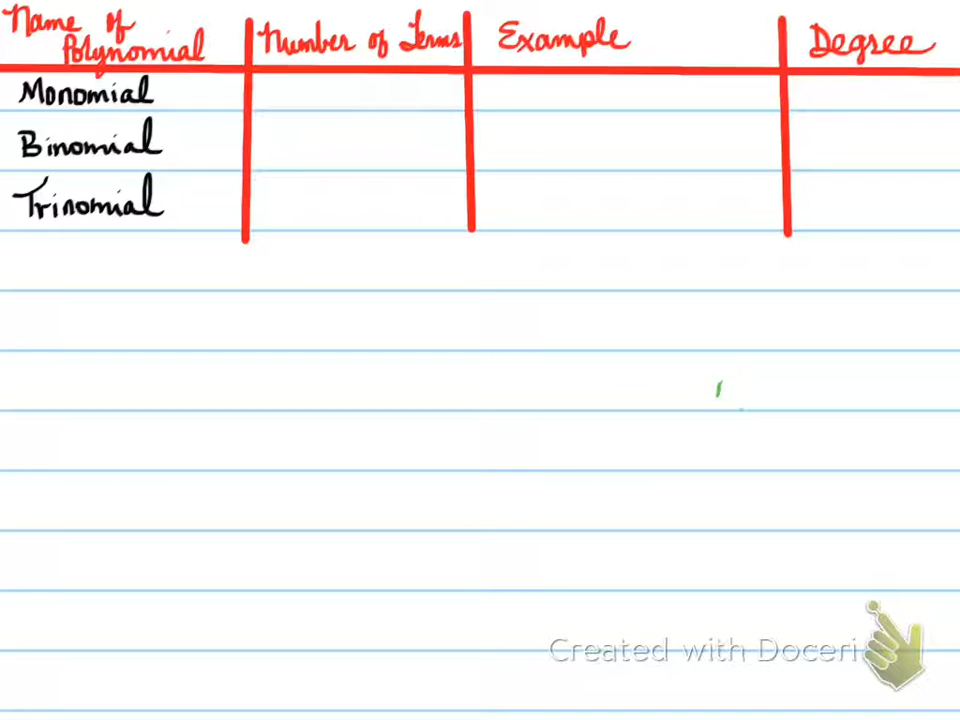 Name of Polynomial
Number of Terms
Example
Degree
Monomial
Binomial
Trinomial
Created with Doceri